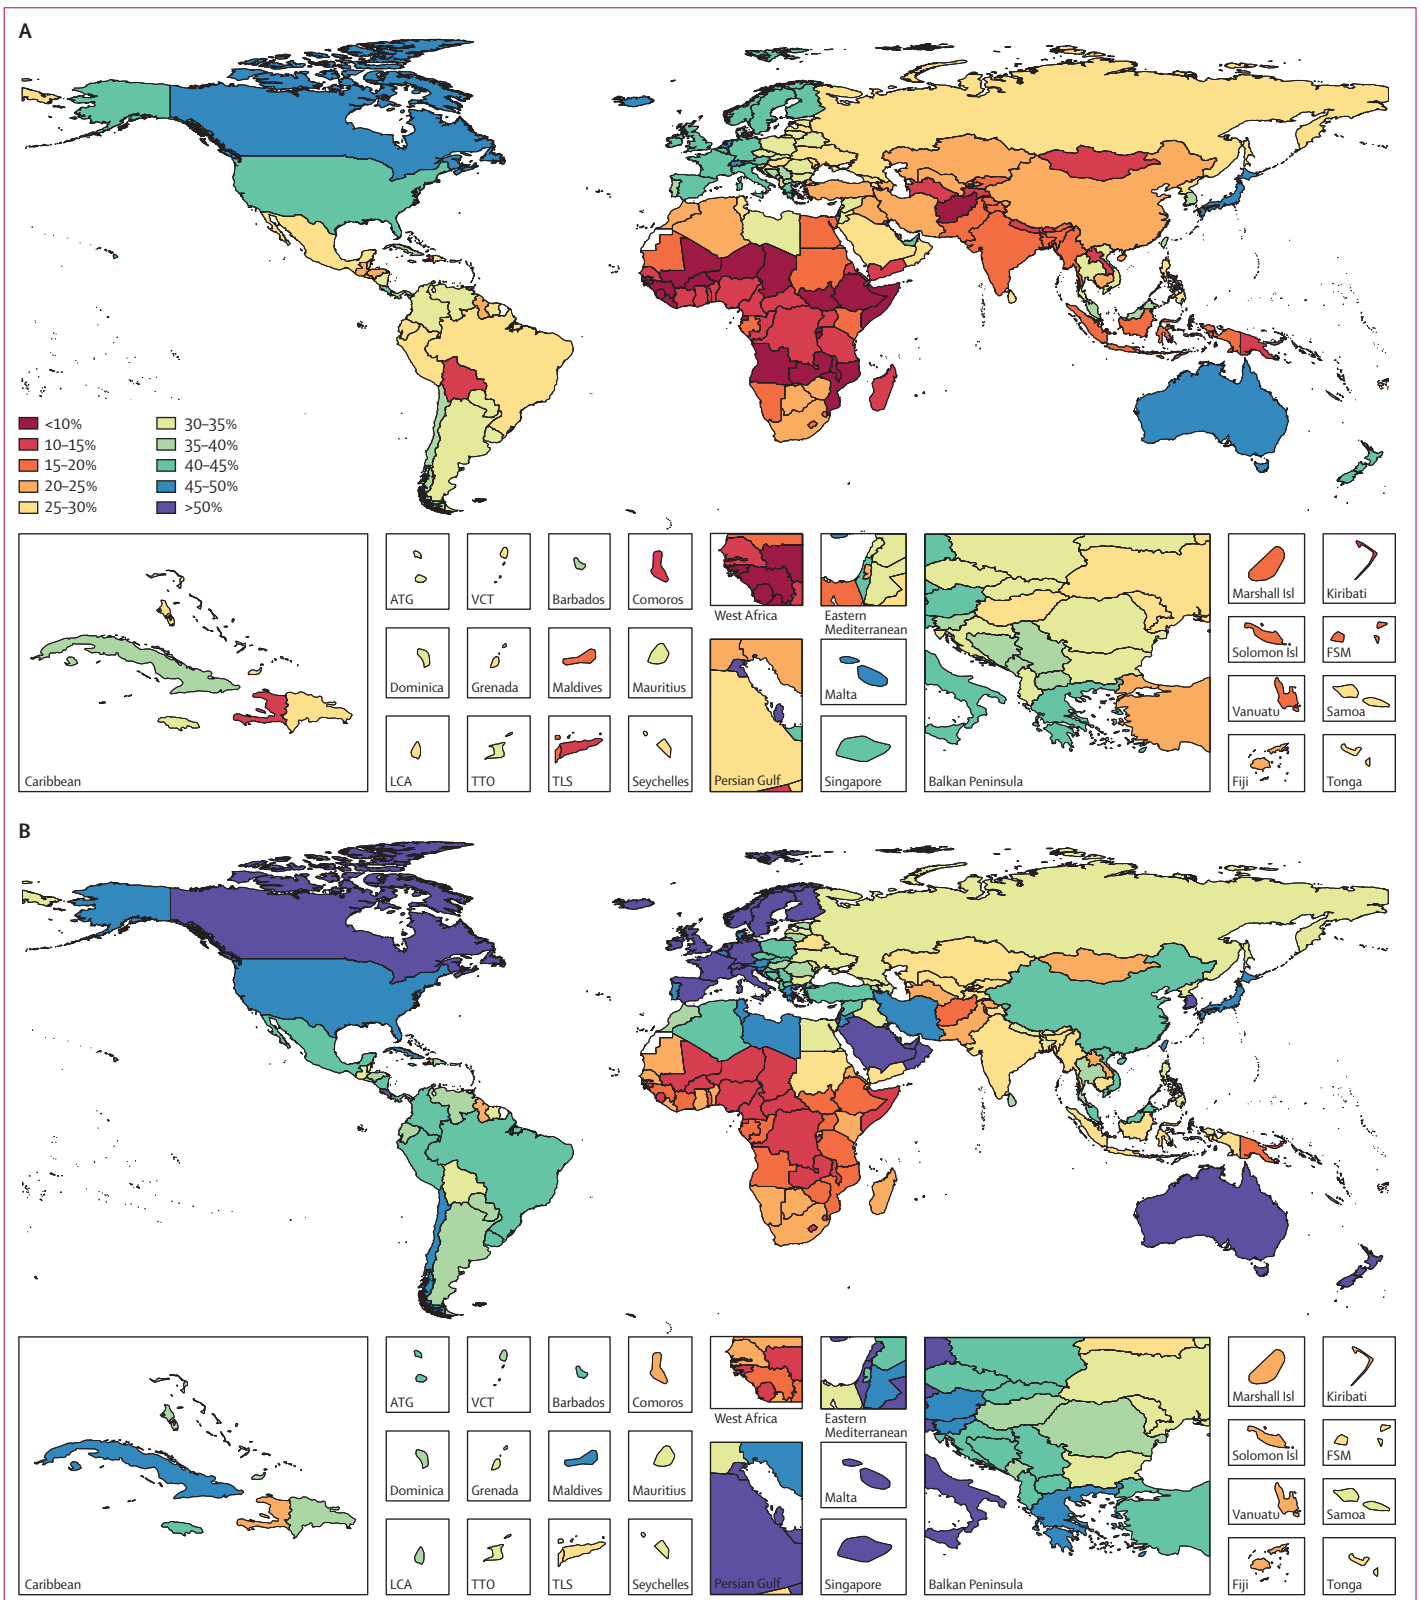 A
<10%
10–15%
15–20%
20–25%
25–30%
30–35%
35–40%
40–45%
45–50%
>50%
Caribbean
ATG
VCT
Barbados
Comoros
Dominica
Grenada
Maldives
Mauritius
LCA
TTO
TLS
Seychelles
West Africa
Eastern
Mediterranean
Persian Gulf
Malta
Singapore
Balkan Peninsula
Marshall Isl
Kiribati
Solomon Isl
FSM
Vanuatu
Samoa
Fiji
Tonga
B
Caribbean
ATG
VCT
Barbados
Comoros
Dominica
Grenada
Maldives
Mauritius
LCA
TTO
TLS
Seychelles
West Africa
Eastern
Mediterranean
Persian Gulf
Malta
Singapore
Balkan Peninsula
Marshall Isl
Kiribati
Solomon Isl
FSM
Vanuatu
Samoa
Fiji
Tonga